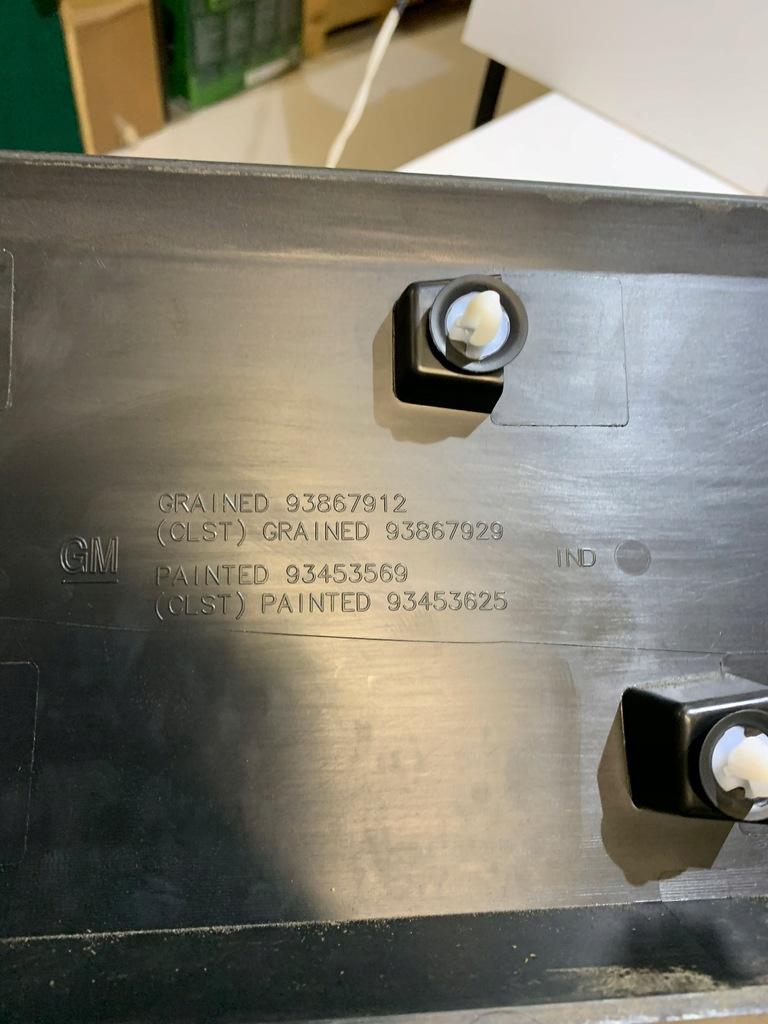 GRAINED 93867912
(CLST) GRAINED 93867929
GM
PAINTED 93453569
(CLST) PAINTED 93453625
IND